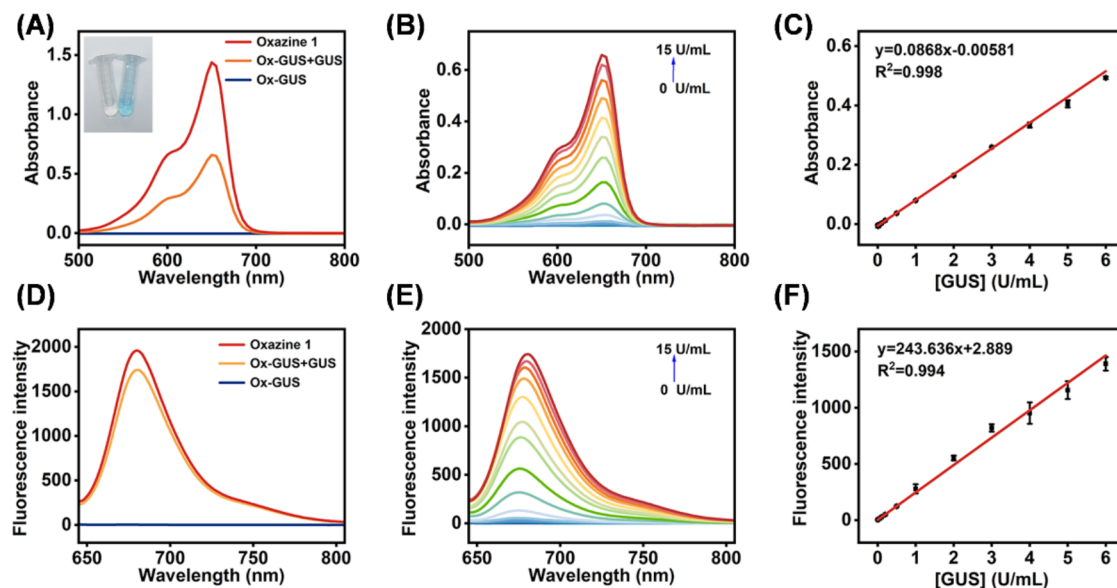 (A)
Oxazine 1
Ox-GUS+GUS
Ox-GUS
1.5
1.0
0.5
0.0
Absorbance
500
600
700
800
Wavelength (nm)
(B)
15 U/mL
0 U/mL
0.8
0.6
0.4
0.2
0.0
Absorbance
500
600
700
800
Wavelength (nm)
(C)
y=0.0868x-0.00581
R²=0.998
0.6
0.4
0.2
0.0
Absorbance
0 1 2 3 4 5 6
[GUS] (U/mL)
(D)
Oxazine 1
Ox-GUS+GUS
Ox-GUS
2000
1500
1000
500
0
Fluorescence intensity
650
700
750
800
Wavelength (nm)
(E)
15 U/mL
0 U/mL
2000
1500
1000
500
0
Fluorescence intensity
650
700
750
800
Wavelength (nm)
(F)
y=243.636x+2.889
R²=0.994
1500
1000
500
0
Fluorescence intensity
0 1 2 3 4 5 6
[GUS] (U/mL)